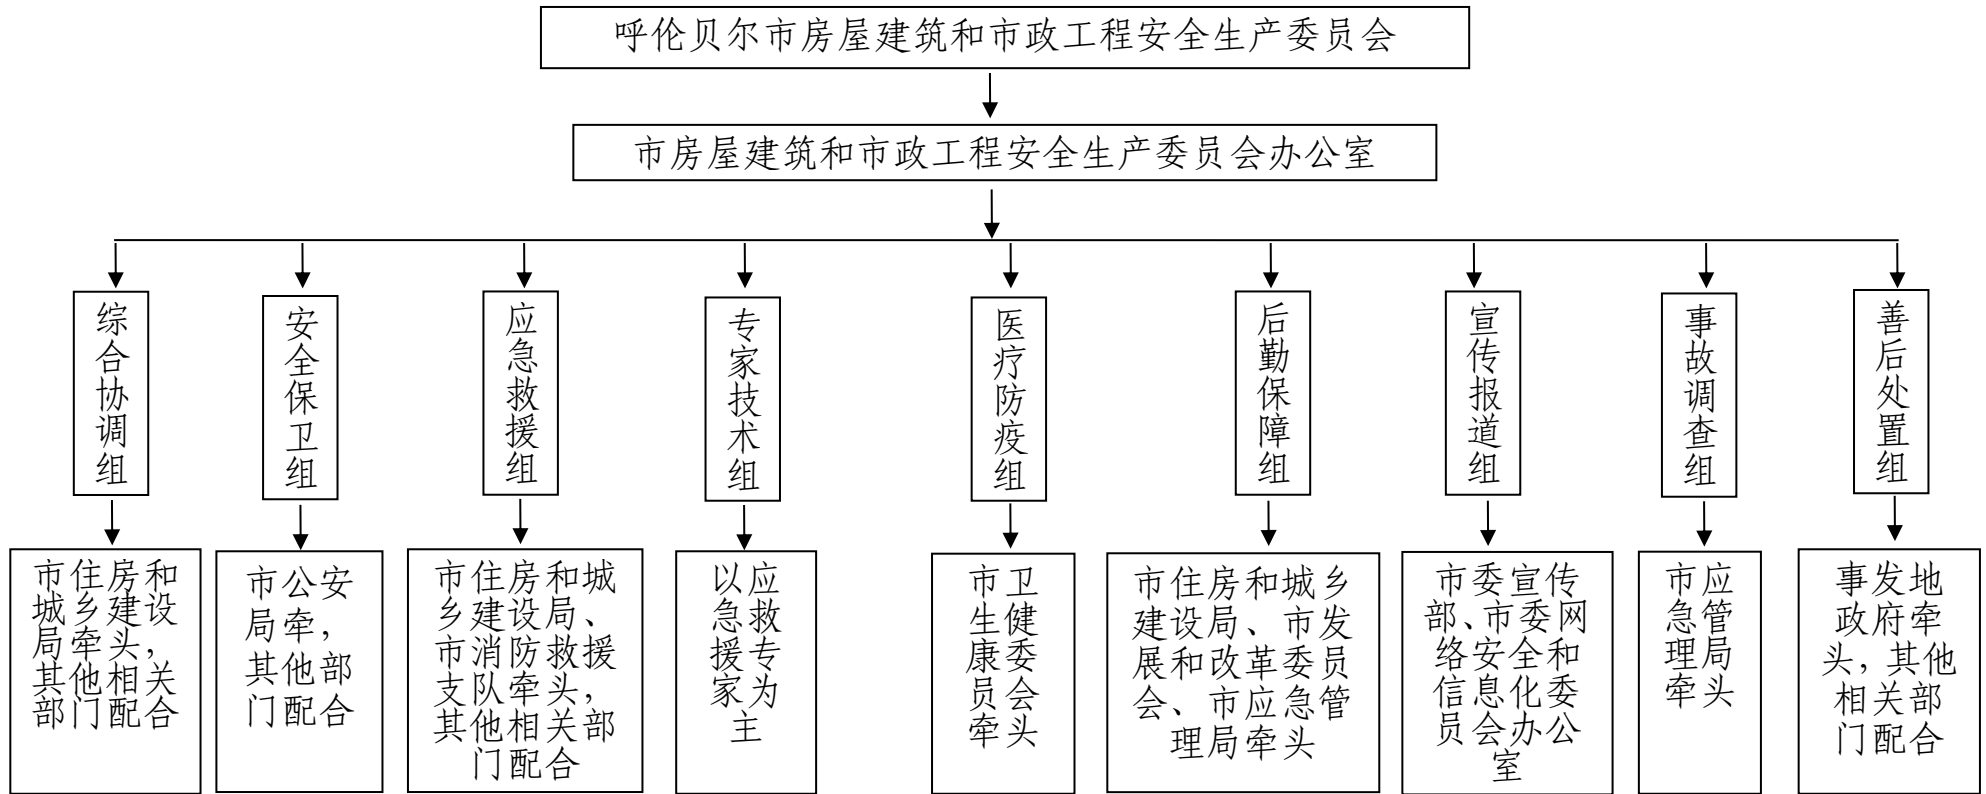 呼伦贝尔市房屋建筑和市政工程安全生产委员会
市房屋建筑和市政工程安全生产委员会办公室
综合协调组
安全保卫组
应急救援组
专家技术组
医疗防疫组
后勤保障组
宣传报道组
事故调查组
善后处置组
市住房和
城乡建设
局牵头，
其他相关
部门配合
市公安
局牵，
其他部
门配合
市住房和城
乡建设局、
市消防救援
支队牵头，
其他相关部
门配合
以应
急救
援专
家为
主
市卫
生健
康委
员会
牵头
市住房和城乡
建设局、市发
展和改革委员
会、市应急管
理局牵头
市委宣传
部、市委网
络安全和
信息化委
员会办公
室
市应
急管
理局
牵头
事发地
政府牵
头，其他
相关部
门配合